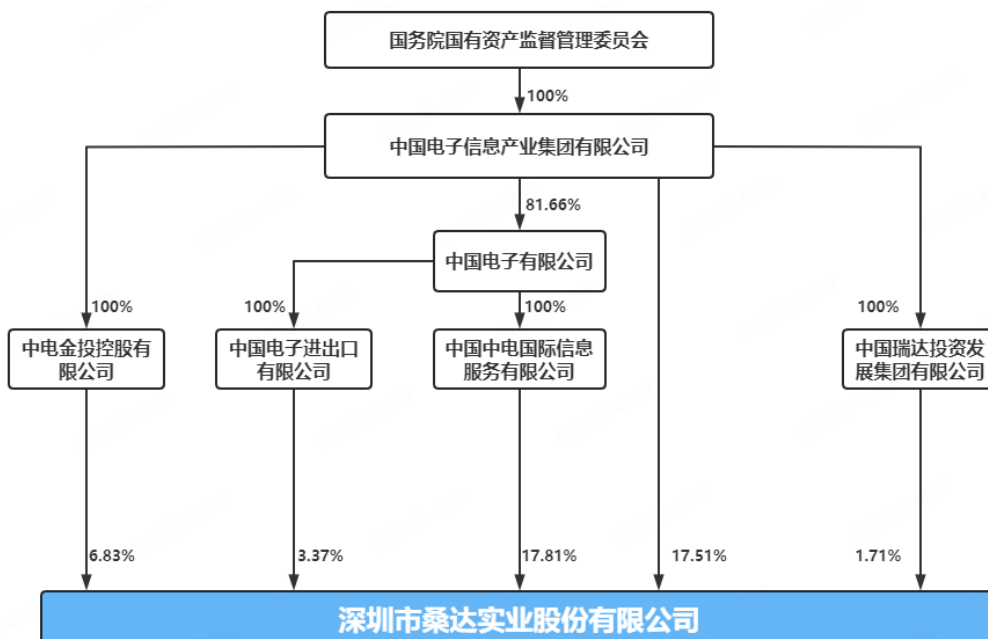 国务院国有资产监督管理委员会
100%
中国电子信息产业集团有限公司
81.66%
中国电子有限公司
100%
100%
100%
100%
中电金投控股有
限公司
中国电子进出口
有限公司
中国中电国际信息
服务有限公司
中国瑞达投资发
展集团有限公司
6.83%
3.37%
17.81%
17.51%
1.71%
深圳市桑达实业股份有限公司